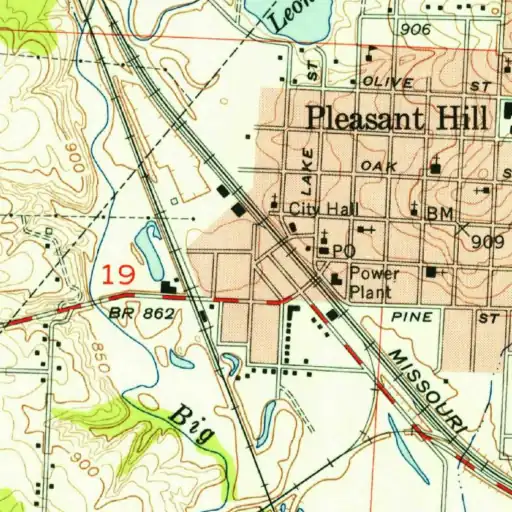 Leon
906
OLIVE ST
Pleasant Hill
900
LAKE ST
OAK S
City Hall
BM
909
PO
19
Power
Plant
BR 862
PINE ST
850
MISSOURI
Big
900